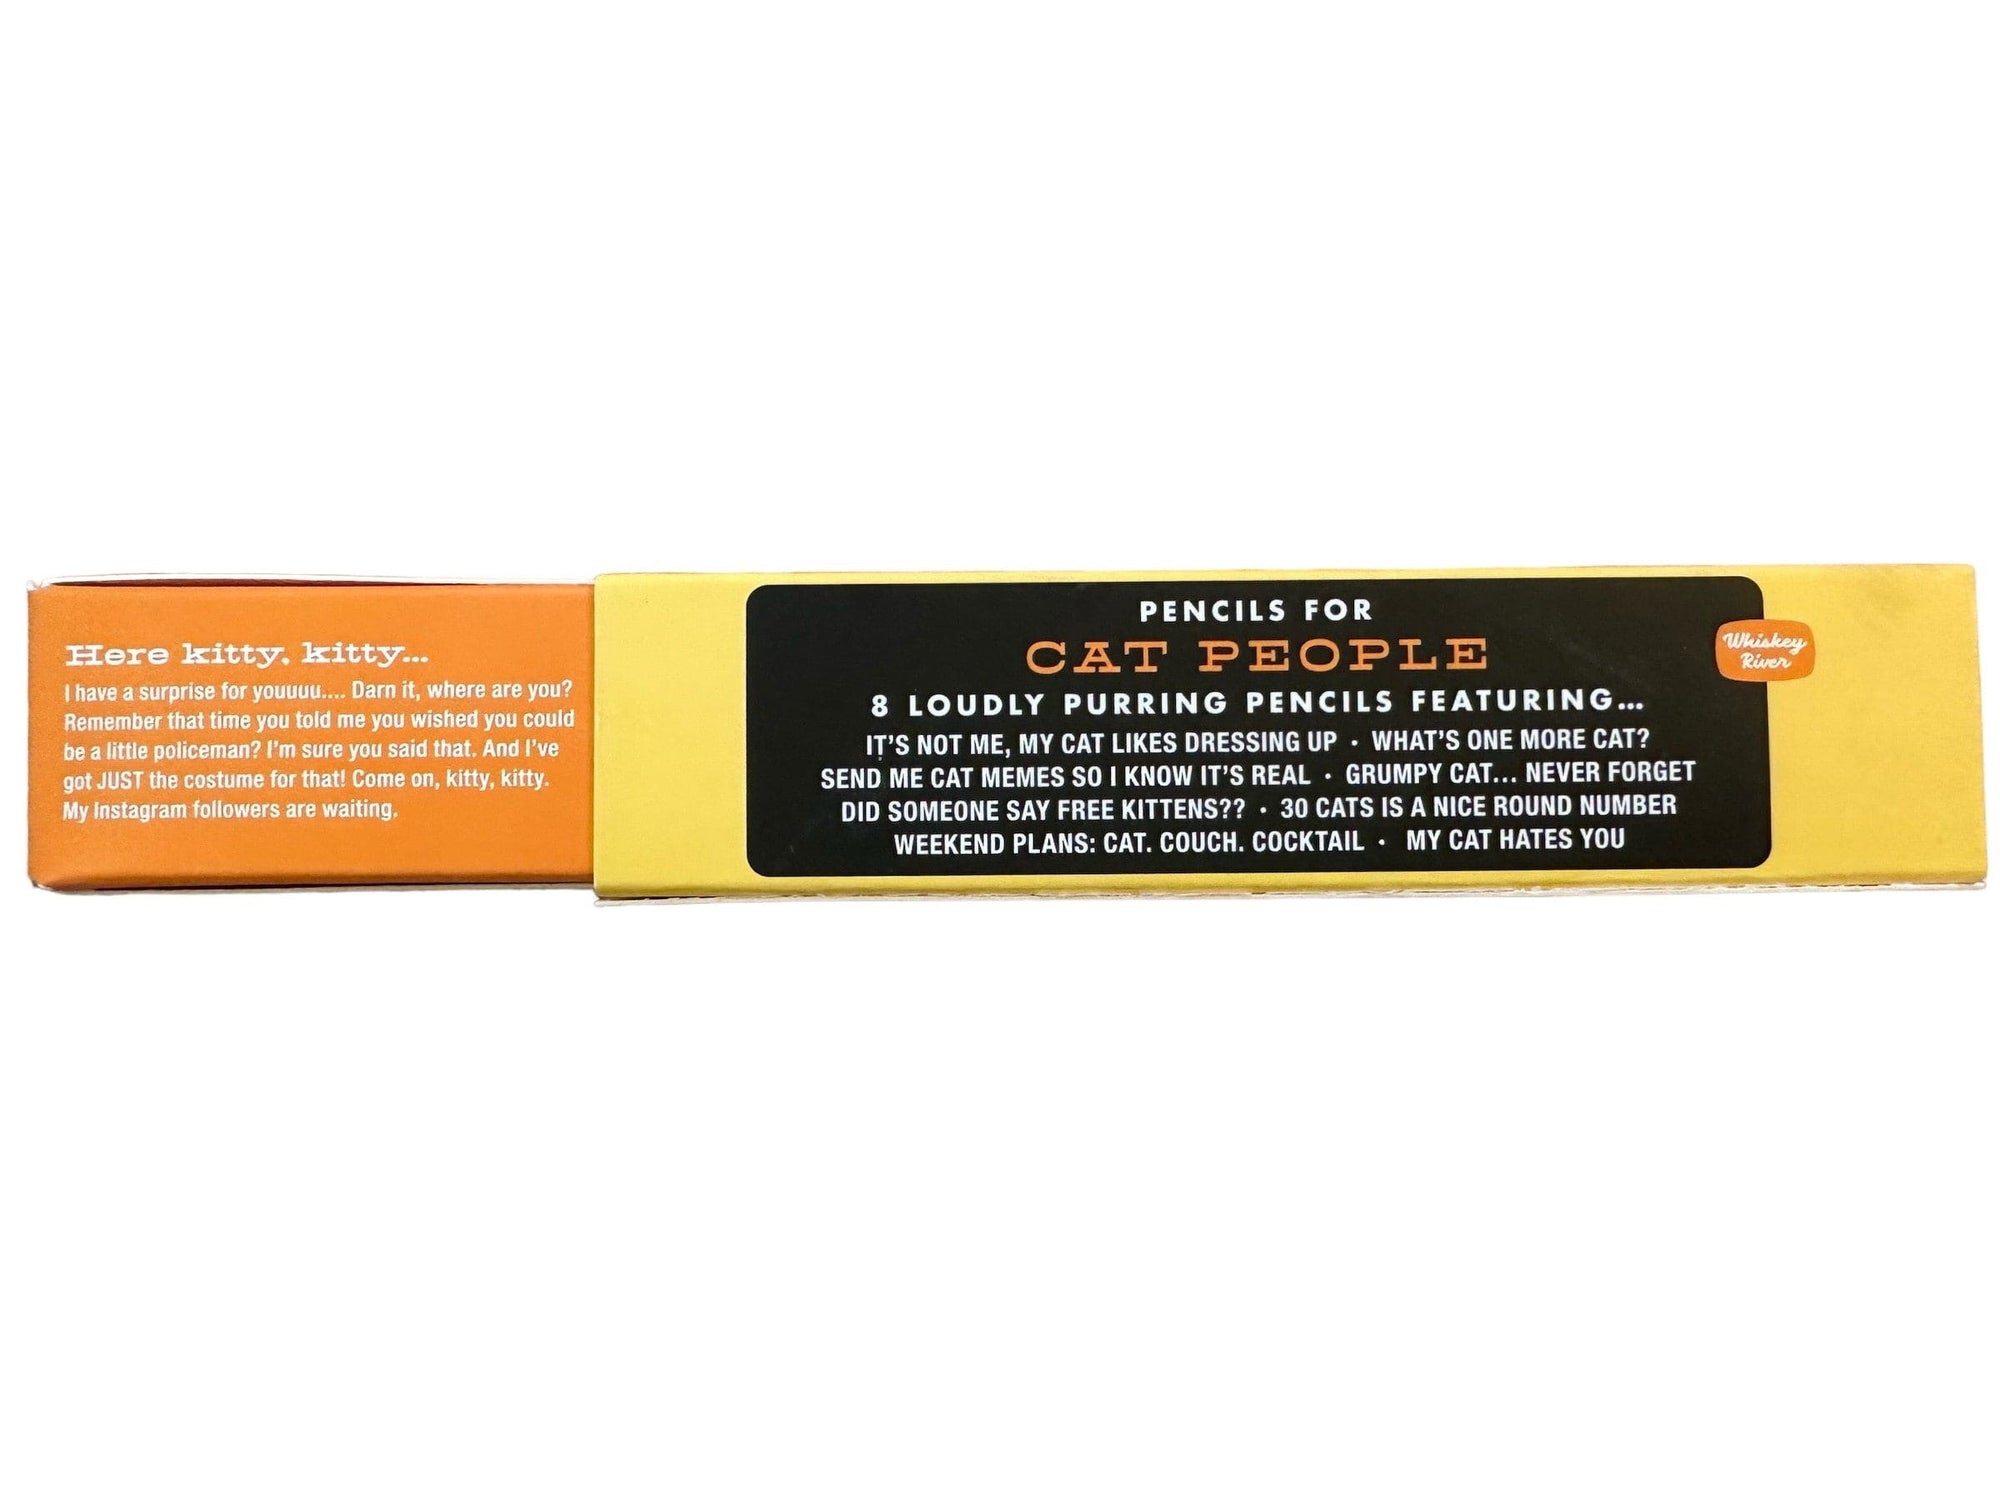 Here kitty, kitty...
I have a surprise for youuuu.... Darn it, where are you?
Remember that time you told me you wished you could
be a little policeman? I'm sure you said that. And I've
got JUST the costume for that! Come on, kitty, kitty.
My Instagram followers are waiting.
PENCILS FOR
CAT PEOPLE
8 LOUDLY PURRING PENCILS FEATURING...
IT'S NOT ME, MY CAT LIKES DRESSING UP • WHAT'S ONE MORE CAT?
SEND ME CAT MEMES SO I KNOW IT'S REAL • GRUMPY CAT... NEVER FORGET
DID SOMEONE SAY FREE KITTENS?? • 30 CATS IS A NICE ROUND NUMBER
WEEKEND PLANS: CAT. COUCH. COCKTAIL • MY CAT HATES YOU
Whiskey
River